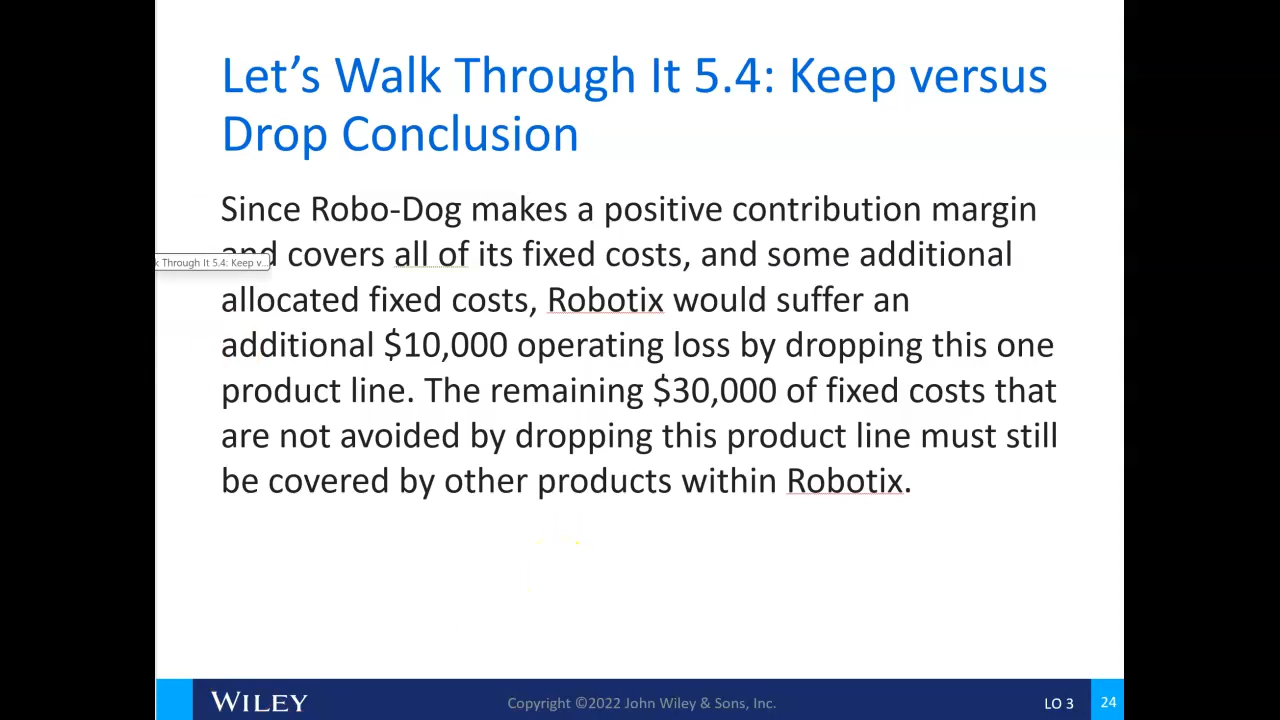 Let's Walk Through It 5.4: Keep versus
Drop Conclusion
Since Robo-Dog makes a positive contribution margin
and covers all of its fixed costs, and some additional
k Through It 5.4: Keep v...
allocated fixed costs, Robotix would suffer an
additional $10,000 operating loss by dropping this one
product line. The remaining $30,000 of fixed costs that
are not avoided by dropping this product line must still
be covered by other products within Robotix.
WILEY
Copyright ©2022 John Wiley & Sons, Inc.
LO 3
24